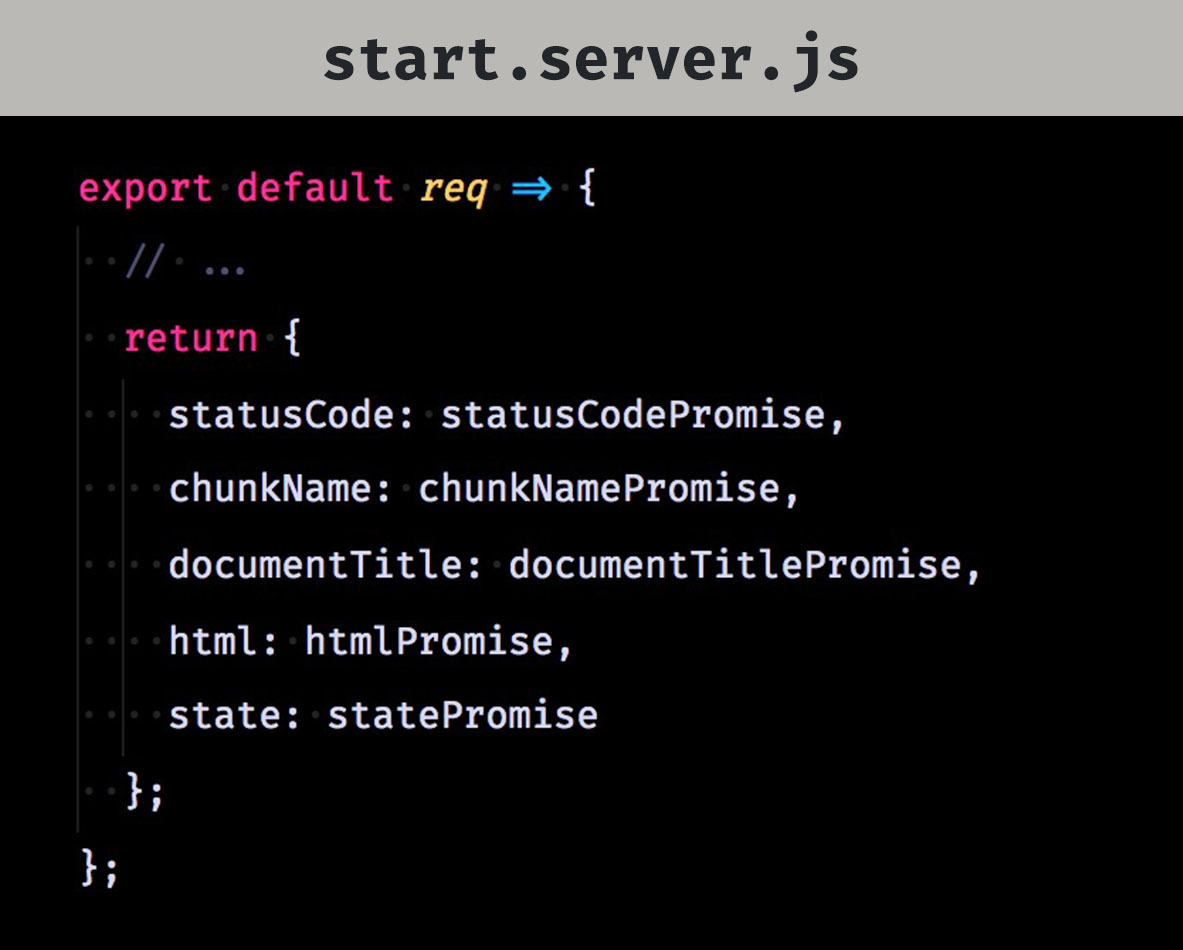 start.server.js
export default req => {
  // ...
  return {
    statusCode: statusCodePromise,
    chunkName: chunkNamePromise,
    documentTitle: documentTitlePromise,
    html: htmlPromise,
    state: statePromise
  };
};